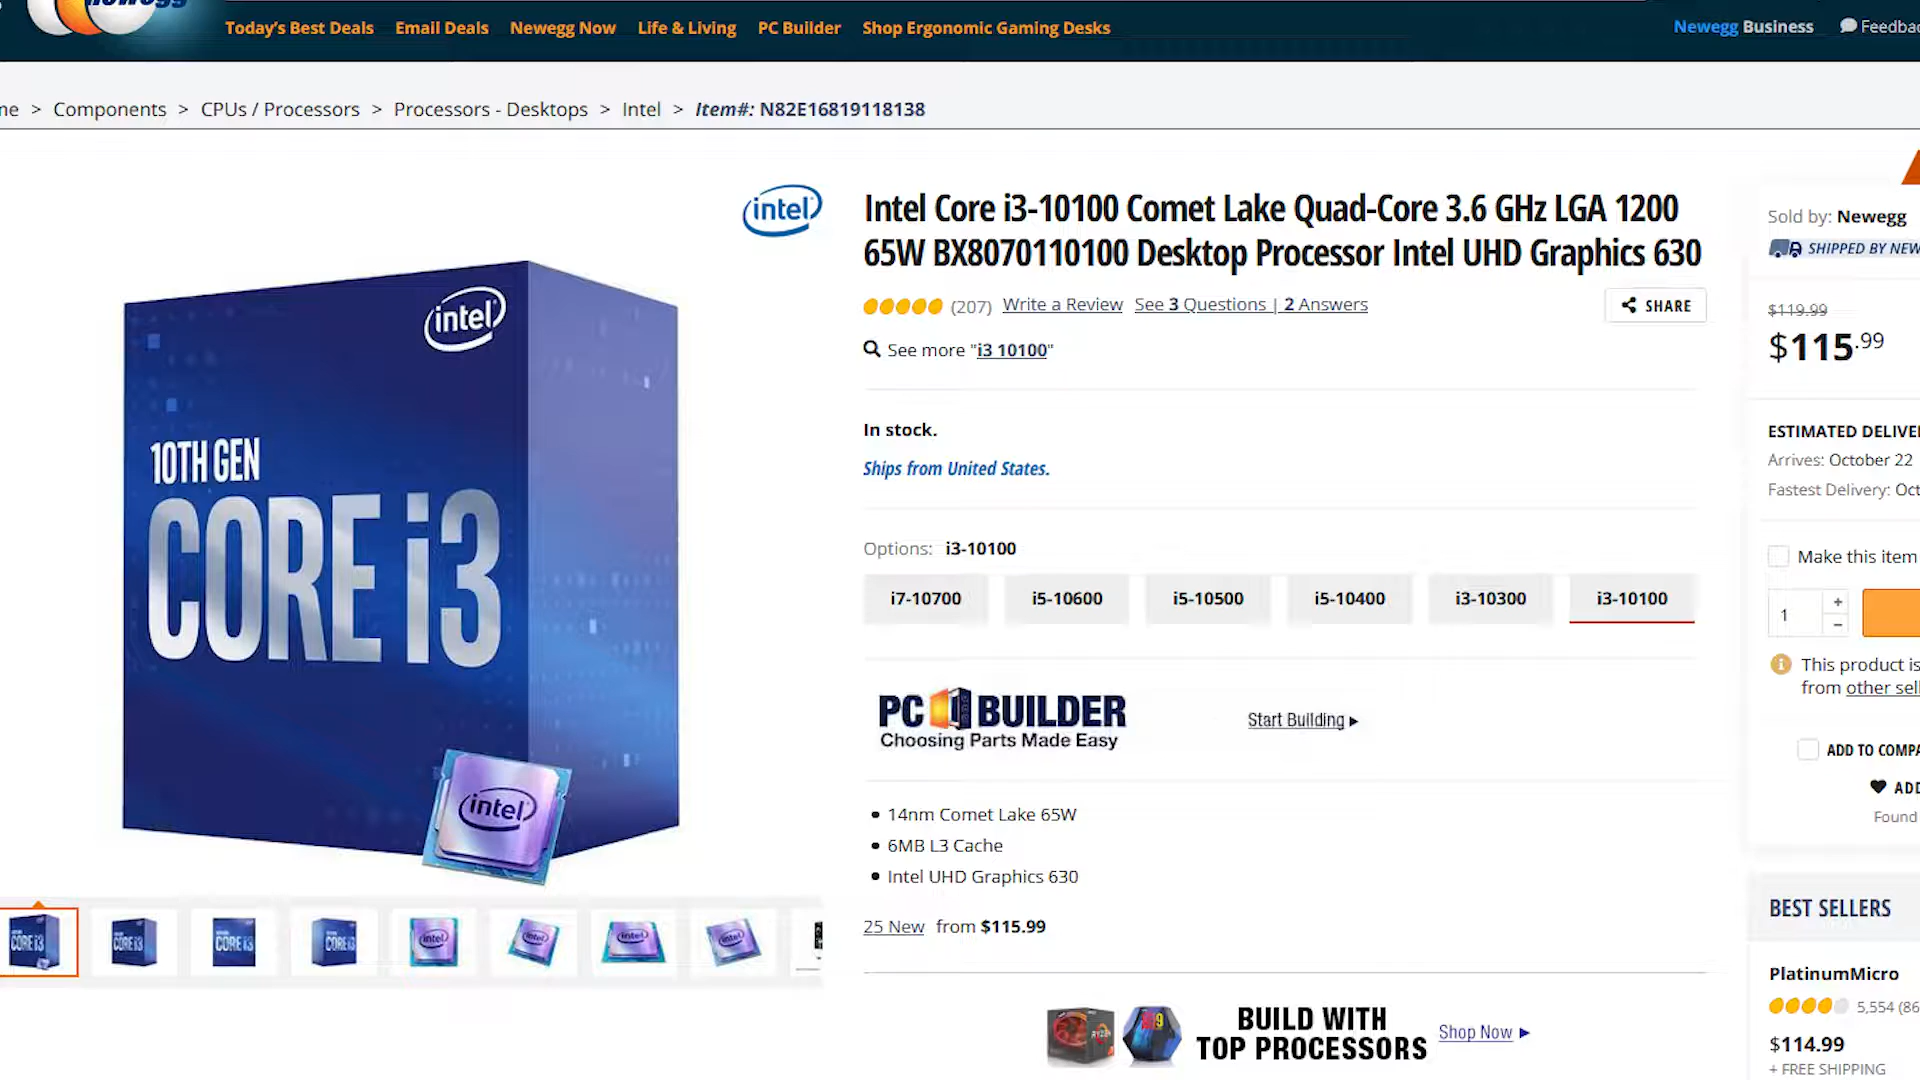 newegg
Today's Best Deals
Email Deals
Newegg Now
Life & Living
PC Builder
Shop Ergonomic Gaming Desks
Newegg Business
> Components > CPUs / Processors > Processors - Desktops > Intel > Item#: N82E16819118138
intel
intel
10TH GEN
CORE i3
intel
Intel Core i3-10100 Comet Lake Quad-Core 3.6 GHz LGA 1200
65W BX8070110100 Desktop Processor Intel UHD Graphics 630
(207) Write a Review See 3 Questions | 2 Answers
SHARE
See more "i3 10100"
In stock.
Ships from United States.
Options: i3-10100
i7-10700
i5-10600
i5-10500
i5-10400
i3-10300
i3-10100
PC BUILDER
Choosing Parts Made Easy
Start Building ▸
• 14nm Comet Lake 65W
• 6MB L3 Cache
• Intel UHD Graphics 630
25 New from $115.99
BUILD WITH
TOP PROCESSORS
Shop Now ▸
Sold by: Newegg
SHIPPED BY NEW
$119.99
$115.99
ESTIMATED DELIVE
Arrives: October 22
Fastest Delivery: Oct
Make this item
1
+
−
This product is
from other sell
ADD TO COMPA
ADD
Found
BEST SELLERS
PlatinumMicro
5,554 (86
$114.99
+ FREE SHIPPING